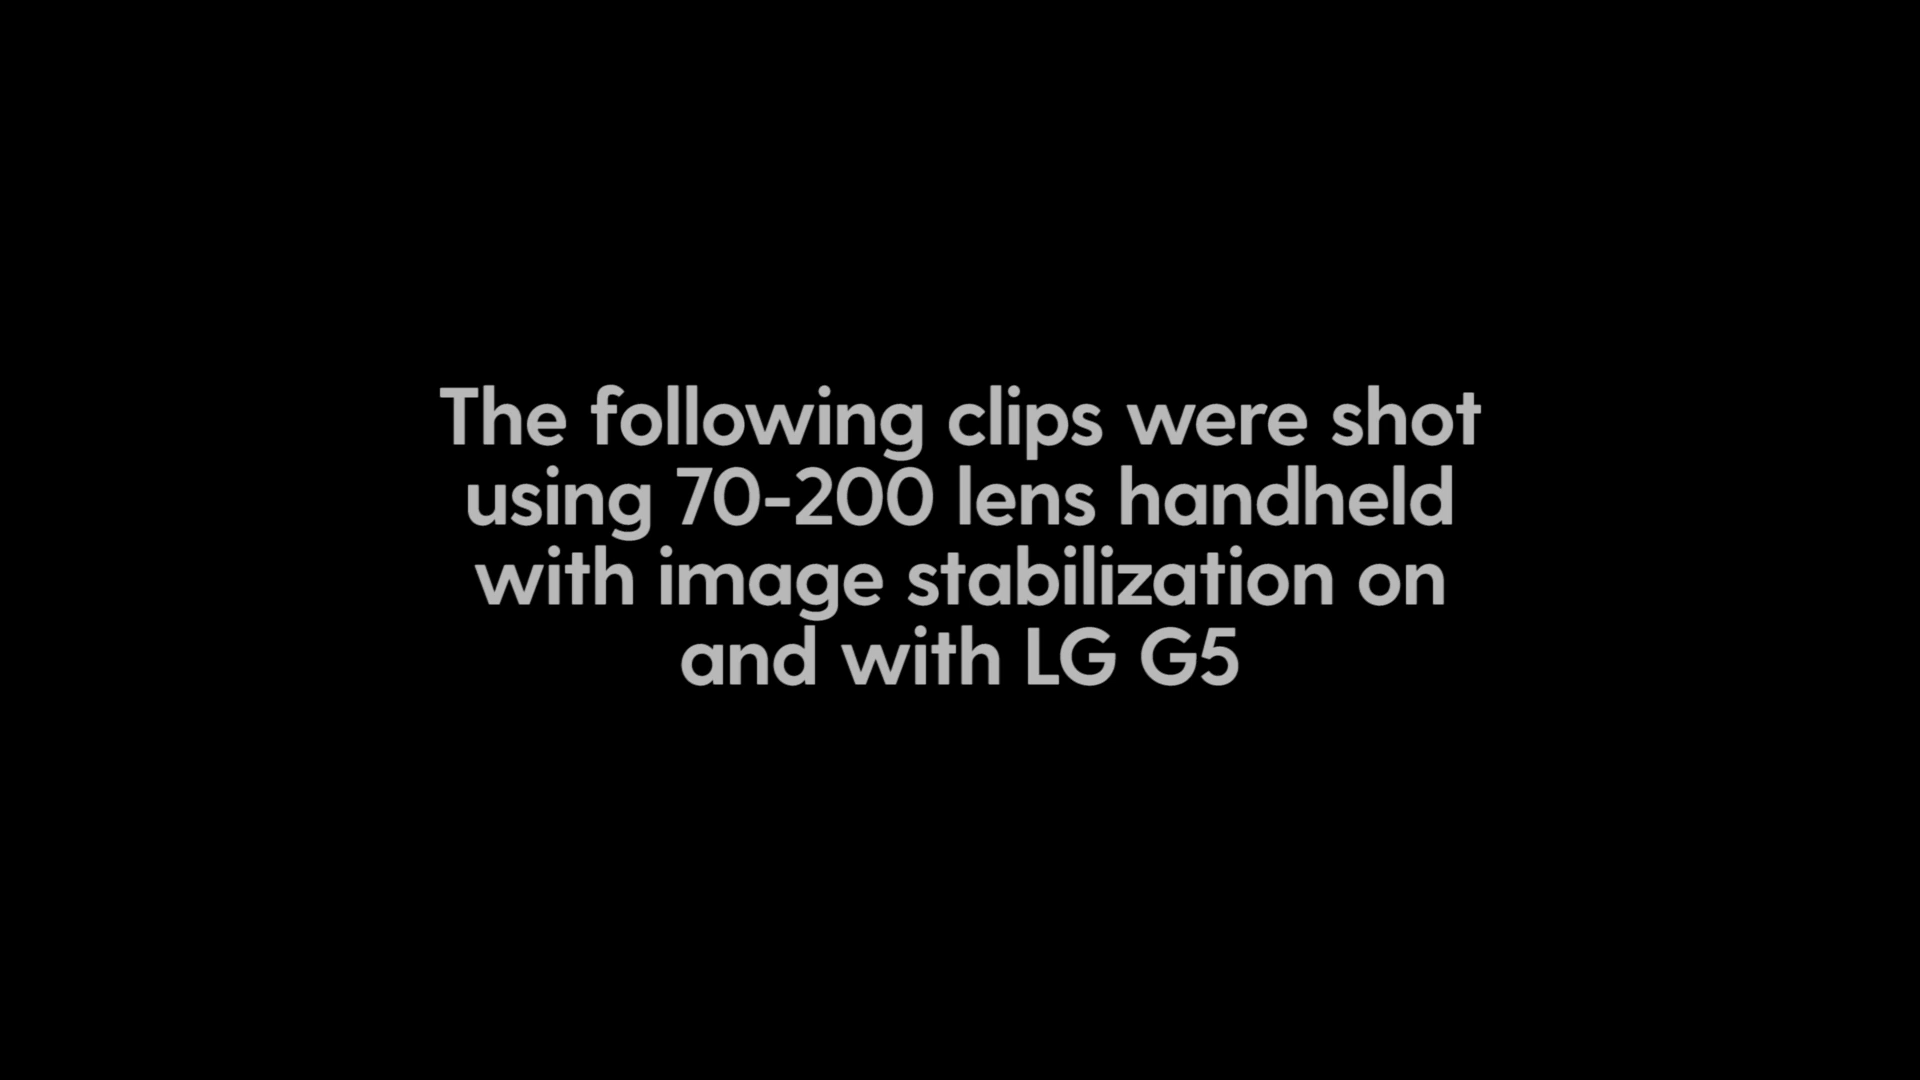 The following clips were shot
using 70-200 lens handheld
with image stabilization on
and with LG G5